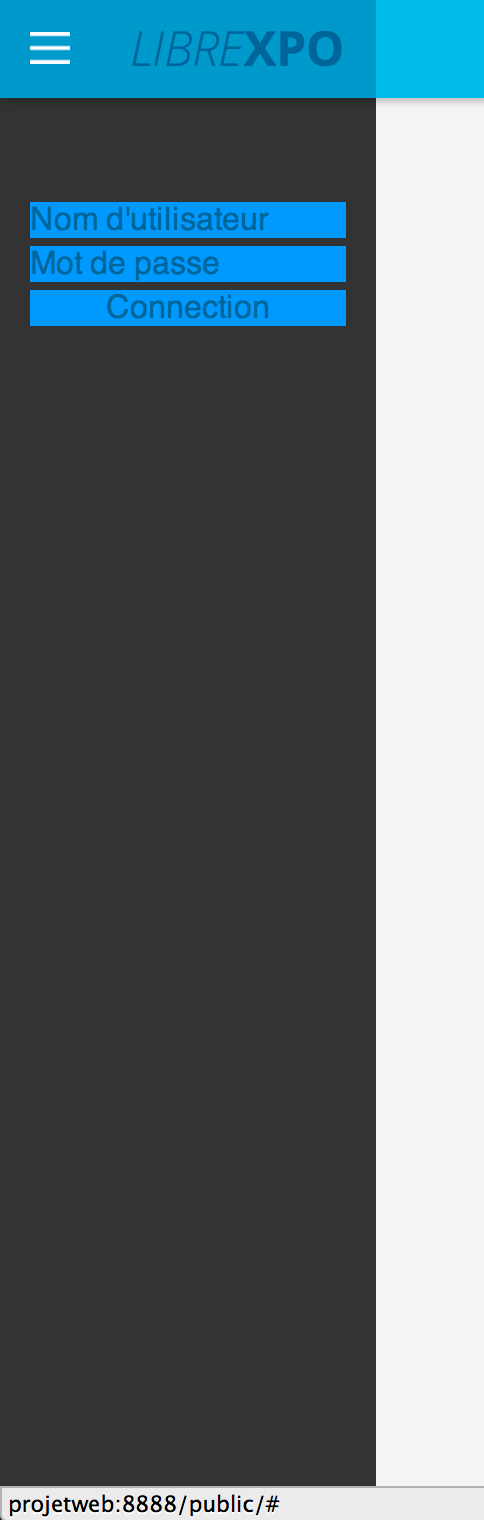 LIBREXPO
Nom d'utilisateur
Mot de passe
Connection
projetweb:8888/public/#